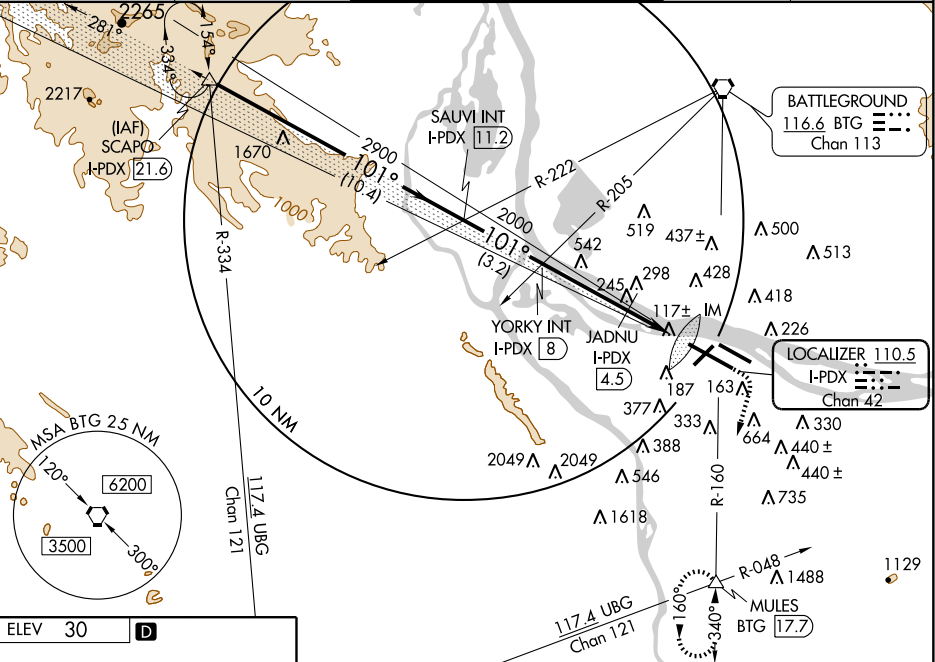 2265
281°
154°
334°
2217
(IAF)
SCAPO
I-PDX 21.6
1670
2900
101°
(10.4)
1000
SAUVI INT
I-PDX 11.2
R-222
R-205
2000
101°
(3.2)
BATTLEGROUND
116.6 BTG
Chan 113
R-334
542
519
437 ±
500
513
245
298
428
418
117±
IM
226
YORKY INT
I-PDX 8
JADNU
I-PDX
4.5
LOCALIZER 110.5
I-PDX
Chan 42
187
163
377
333
664
330
388
440 ±
440 ±
10 NM
2049
2049
546
735
1618
R-160
MSA BTG 25 NM
120°
6200
3500
300°
117.4 UBG
Chan 121
R-048
1488
1129
MULES
BTG 17.7
160°
340°
117.4 UBG
Chan 121
ELEV 30 D